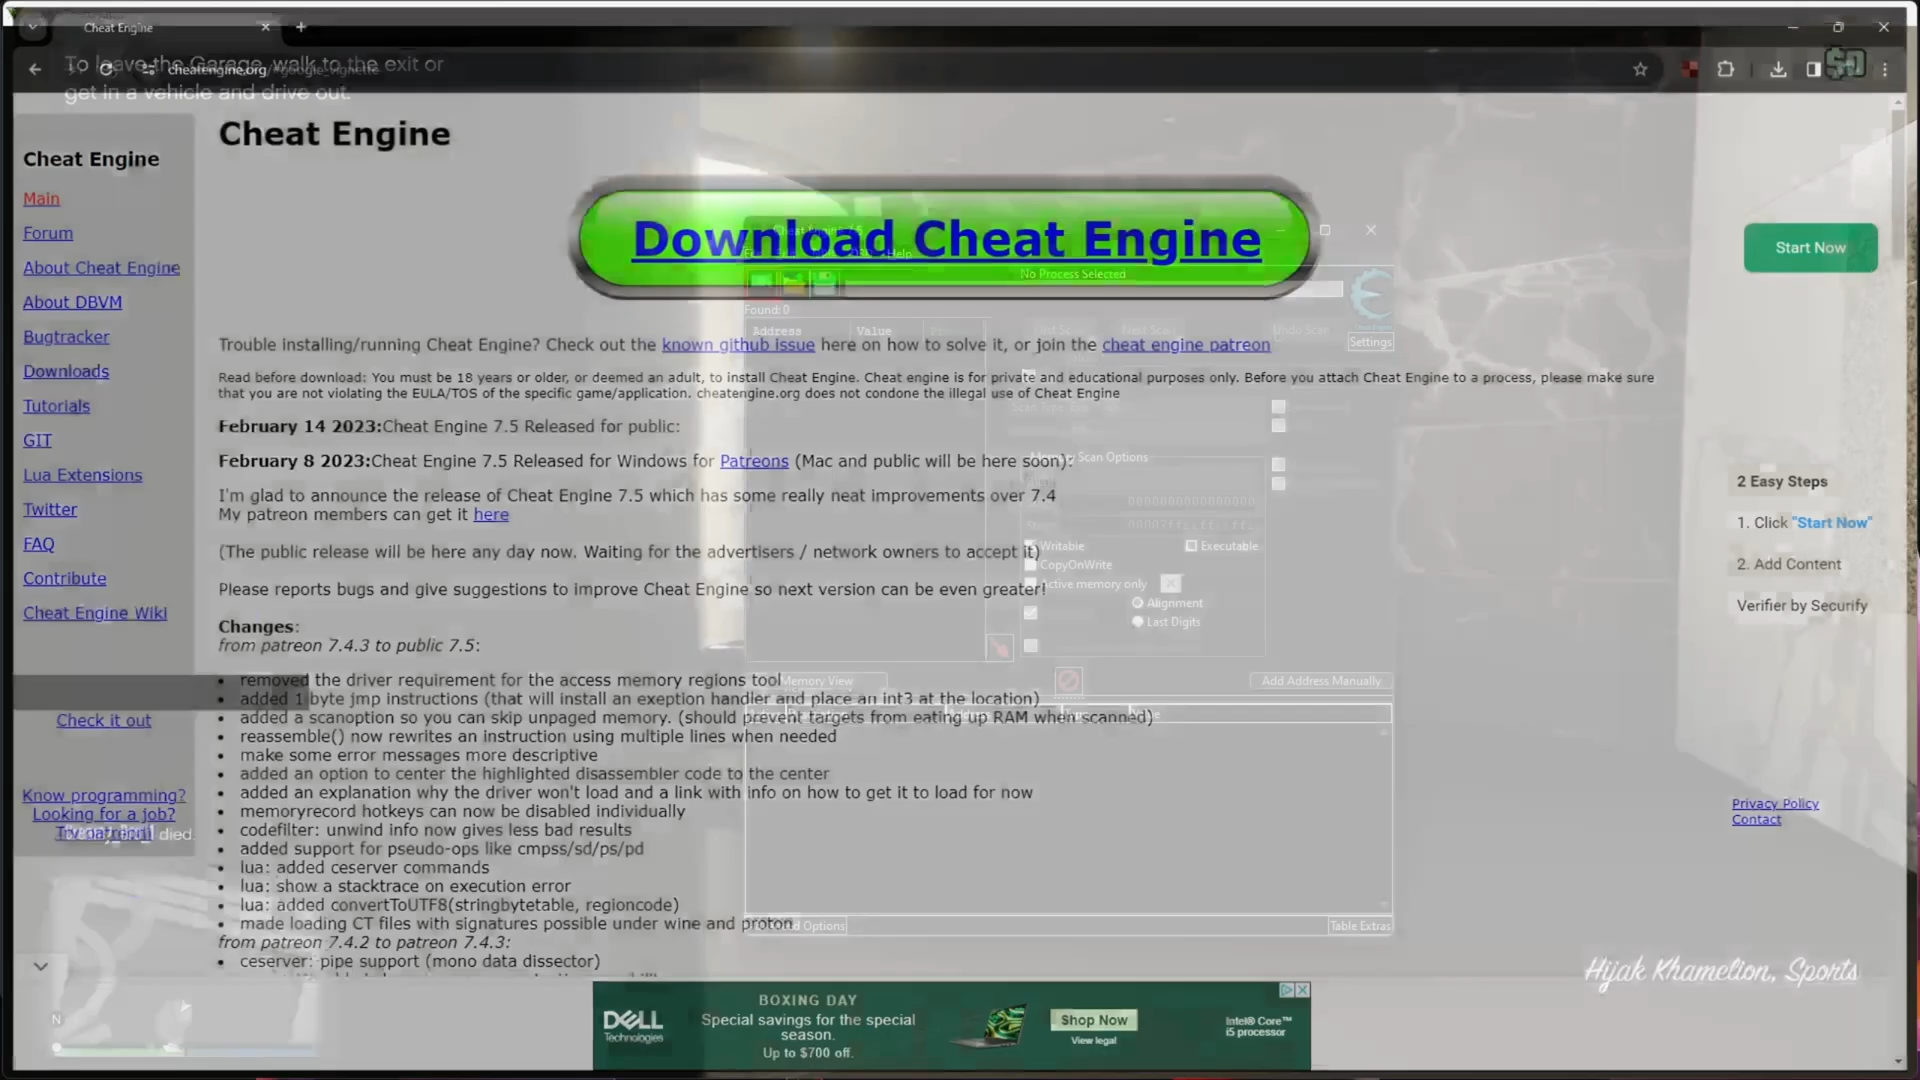 Cheat Engine
To leave the Garage, walk to the exit or
get in a vehicle and drive out.
cheatengine.org/#google_vignette
Cheat Engine
Main
Forum
About Cheat Engine
About DBVM
Bugtracker
Downloads
Tutorials
GIT
Lua Extensions
Twitter
FAQ
Contribute
Cheat Engine Wiki
Check it out
Know programming?
Looking for a job?
died.
Cheat Engine
Download Cheat Engine
Trouble installing/running Cheat Engine? Check out the known github issue here on how to solve it, or join the cheat engine patreon
Read before download: You must be 18 years or older, or deemed an adult, to install Cheat Engine. Cheat engine is for private and educational purposes only. Before you attach Cheat Engine to a process, please make sure
that you are not violating the EULA/TOS of the specific game/application. cheatengine.org does not condone the illegal use of Cheat Engine
February 14 2023:Cheat Engine 7.5 Released for public:
February 8 2023:Cheat Engine 7.5 Released for Windows for Patreons (Mac and public will be here soon):
I'm glad to announce the release of Cheat Engine 7.5 which has some really neat improvements over 7.4
My patreon members can get it here
(The public release will be here any day now. Waiting for the advertisers / network owners to accept it)
Please reports bugs and give suggestions to improve Cheat Engine so next version can be even greater!
Changes:
from patreon 7.4.3 to public 7.5:
• removed the driver requirement for the access memory regions tool
• added 1 byte jmp instructions (that will install an exeption handler and place an int3 at the location)
• added a scanoption so you can skip unpaged memory. (should prevent targets from eating up RAM when scanned)
• reassemble() now rewrites an instruction using multiple lines when needed
• make some error messages more descriptive
• added an option to center the highlighted disassembler code to the center
• added an explanation why the driver won't load and a link with info on how to get it to load for now
• memoryrecord hotkeys can now be disabled individually
• codefilter: unwind info now gives less bad results
• added support for pseudo-ops like cmpss/sd/ps/pd
• lua: added ceserver commands
• lua: show a stacktrace on execution error
• lua: added convertToUTF8(stringbytetable, regioncode)
• made loading CT files with signatures possible under wine and proton
from patreon 7.4.2 to patreon 7.4.3:
• ceserver: pipe support (mono data dissector)
Help
No Process Selected
Found: 0
Address Value
Next Scan Undo Scan
Settings
Memory Scan Options
0000000000000000
Writable Executable
CopyOnWrite
Active memory only
Alignment
Last Digits
Memory View
Add Address Manually
Options
Table Extras
Start Now
2 Easy Steps
1. Click "Start Now"
2. Add Content
Verifier by Securify
Privacy Policy
Contact
Hijak Khamelion, Sports
N
DELL
Technologies
BOXING DAY
Special savings for the special
season.
Up to $700 off.
Shop Now
View legal
Intel® Core™
i5 processor